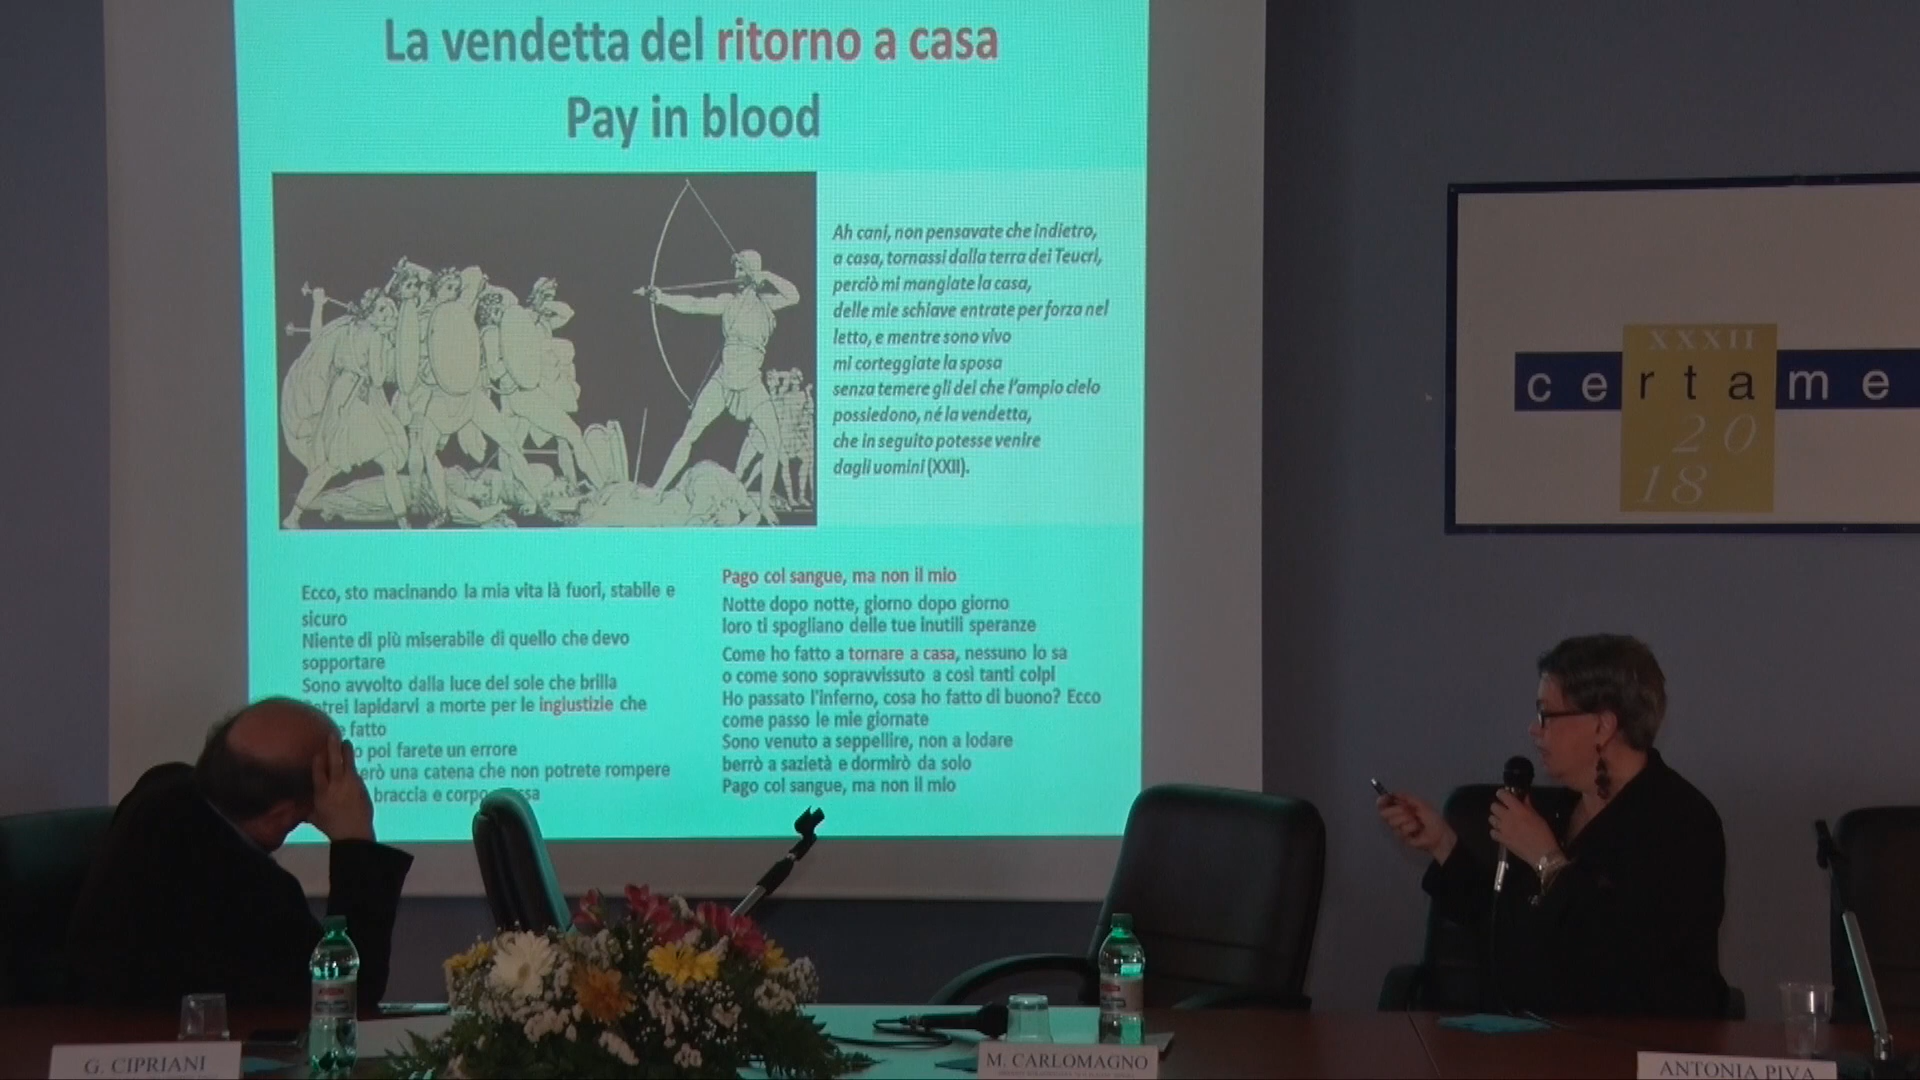 La vendetta del ritorno a casa
Pay in blood
Ah cani, non pensavate che indietro,
a casa, tornassi dalla terra dei Teucri,
perciò mi mangiate la casa,
delle mie schiave entrate per forza nel
letto, e mentre sono vivo
mi corteggiate la sposa
senza temere gli dei che l'ampio cielo
possiedono, né la vendetta,
che in seguito potesse venire
dagli uomini (XXII).
Ecco, sto macinando la mia vita là fuori, stabile e
sicuro
Niente di più miserabile di quello che devo
sopportare
Sono avvolto dalla luce del sole che brilla
lapidarvi a morte per le ingiustizie che
fatto
poi farete un errore
una catena che non potrete rompere
braccia e corpo
Pago col sangue, ma non il mio
Notte dopo notte, giorno dopo giorno
loro ti spogliano delle tue inutili speranze
Come ho fatto a tornare a casa, nessuno lo sa
o come sono sopravvissuto a così tanti colpi
Ho passato l'inferno, cosa ho fatto di buono? Ecco
come passo le mie giornate
Sono venuto a seppellire, non a lodare
berrò a sazietà e dormirò da solo
Pago col sangue, ma non il mio
XXXII
certame
20
18
G. CIPRIANI
M. CARLOMAGNO
ANTONIA PIVA